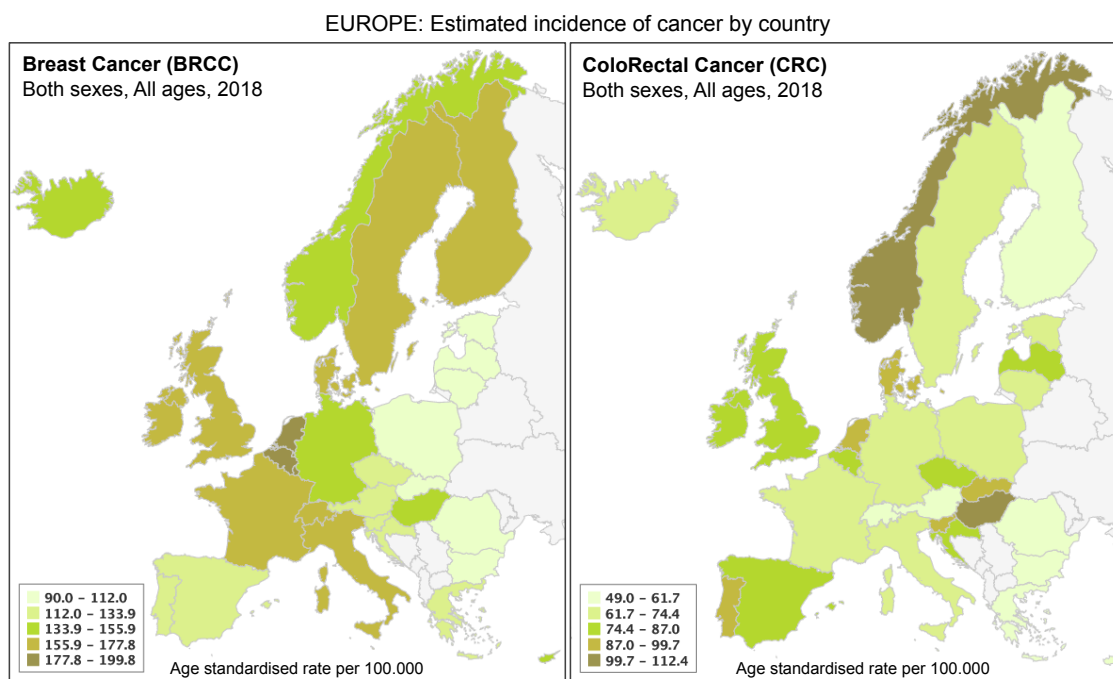 EUROPE: Estimated incidence of cancer by country
Breast Cancer (BRCC)
Both sexes, All ages, 2018
90.0 – 112.0
112.0 – 133.9
133.9 – 155.9
155.9 – 177.8
177.8 – 199.8
Age standardised rate per 100.000
ColoRectal Cancer (CRC)
Both sexes, All ages, 2018
49.0 – 61.7
61.7 – 74.4
74.4 – 87.0
87.0 – 99.7
99.7 – 112.4
Age standardised rate per 100.000